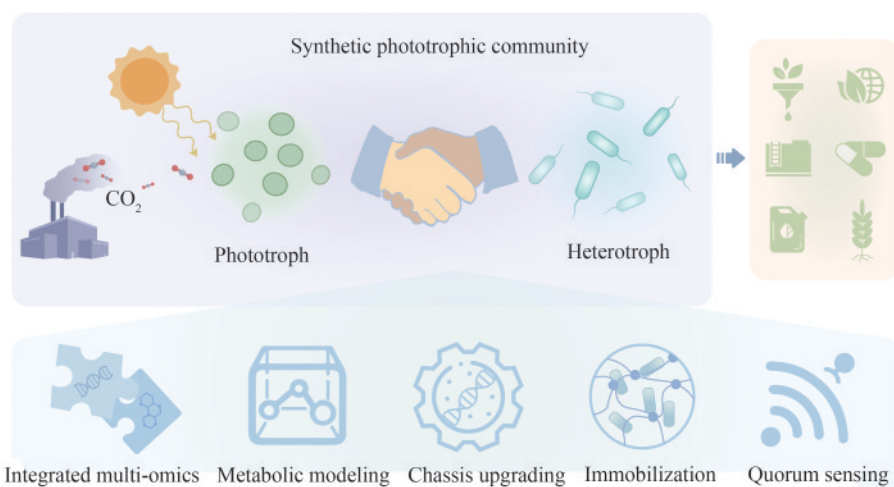 Synthetic phototrophic community
CO₂
Phototroph
Heterotroph
Integrated multi-omics
Metabolic modeling
Chassis upgrading
Immobilization
Quorum sensing